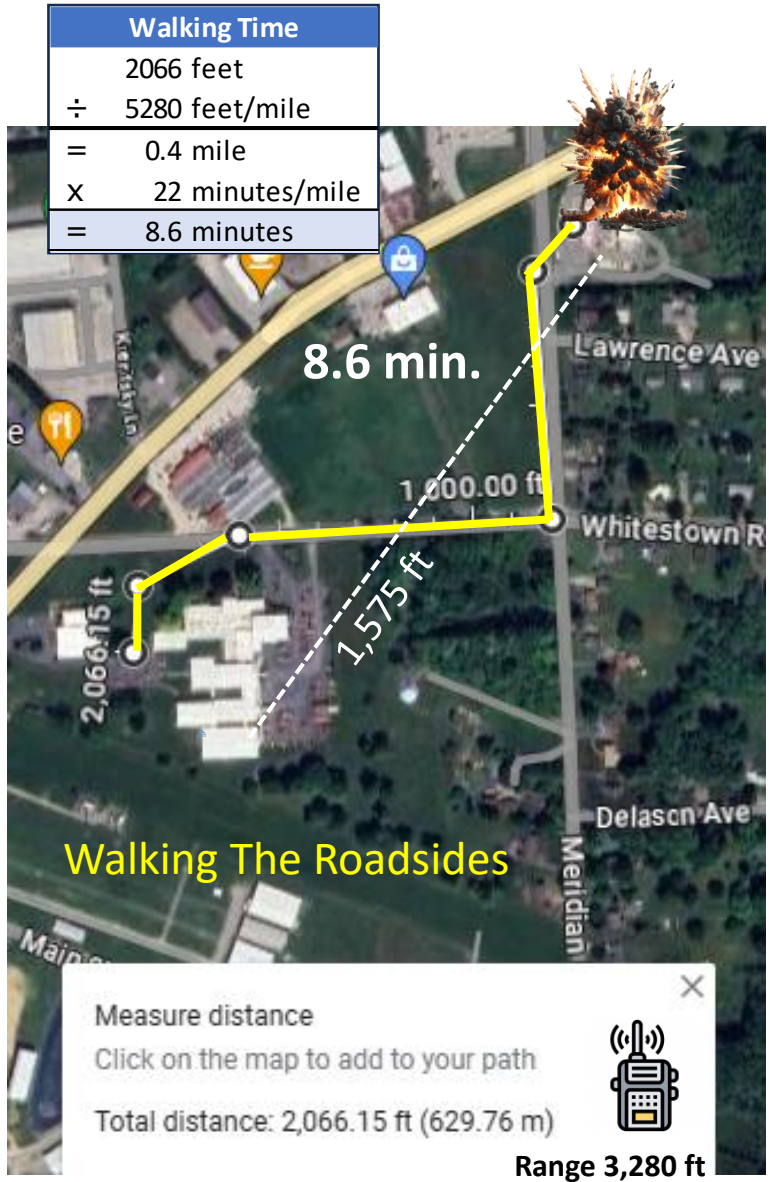 Walking Time
2066 feet
÷ 5280 feet/mile
= 0.4 mile
x 22 minutes/mile
= 8.6 minutes
Lawrence Ave
8.6 min.
e
1,000.00 ft
Whitestown R
1,575 ft
2,066.15 ft
Delason Ave
Walking The Roadsides
Meridian
Main
Measure distance
Click on the map to add to your path
Total distance: 2,066.15 ft (629.76 m)
Range 3,280 ft